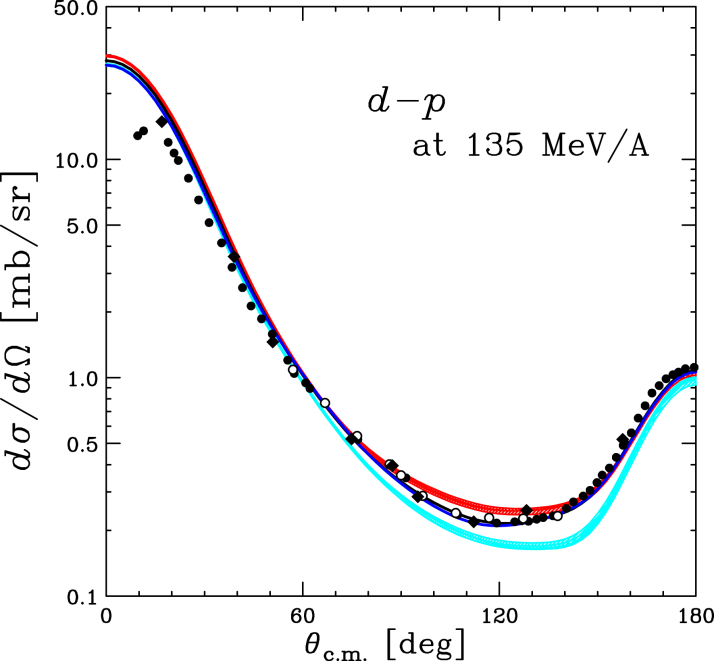 50.0
d−p
at 135 MeV/A
10.0
5.0
1.0
0.5
0.1
dσ/dΩ [mb/sr]
0 60 120 180
θc.m. [deg]